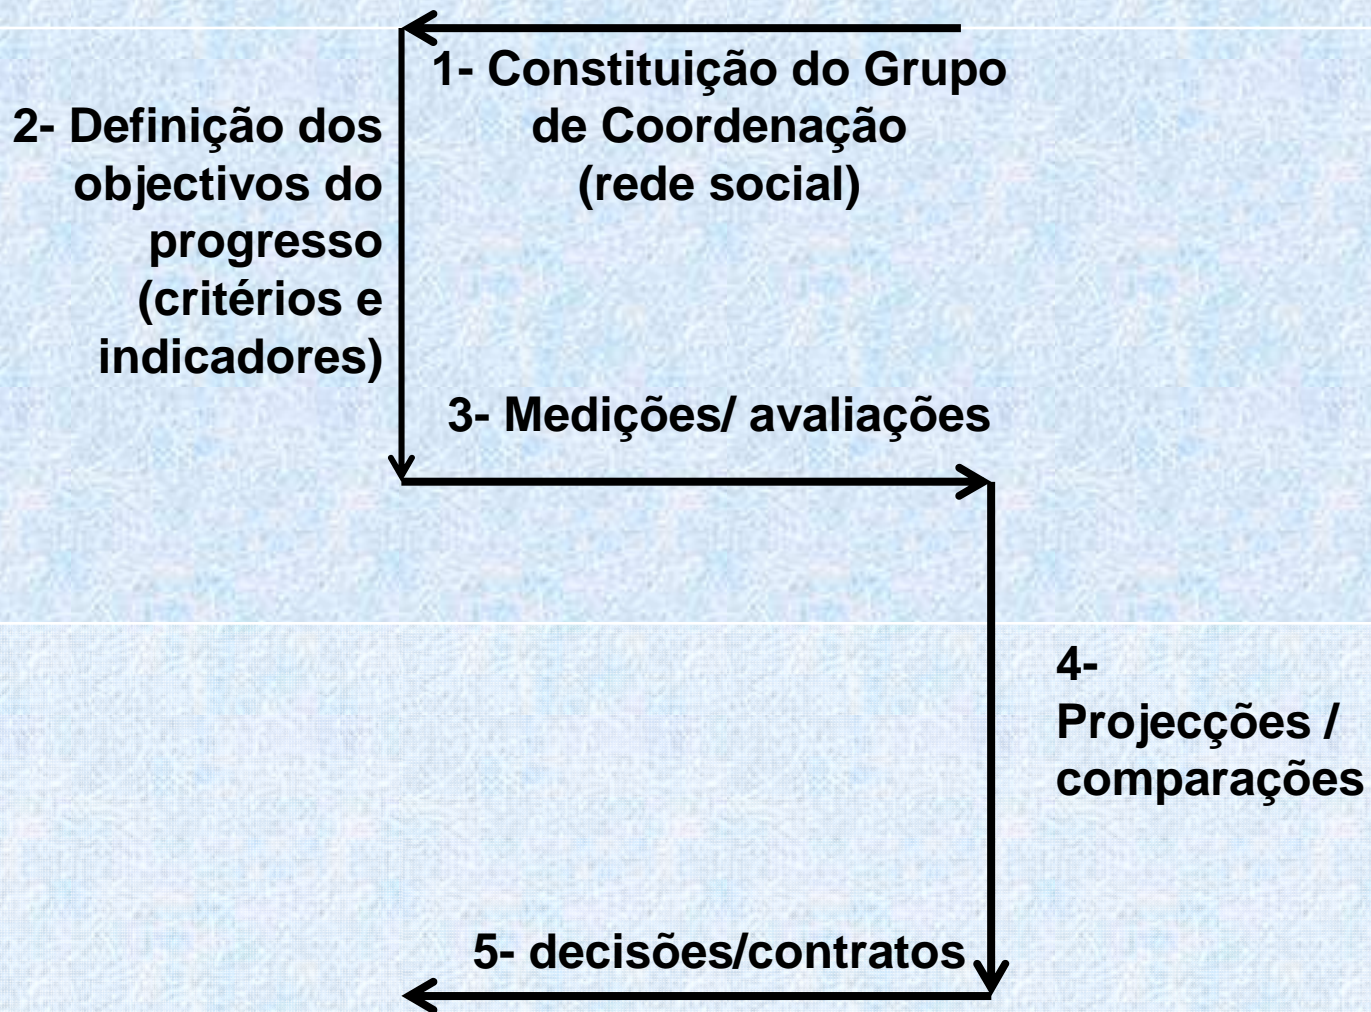 1- Constituição do Grupo
de Coordenação
(rede social)
2- Definição dos
objectivos do
progresso
(critérios e
indicadores)
3- Medições/ avaliações
4-
Projecções /
comparações
5- decisões/contratos